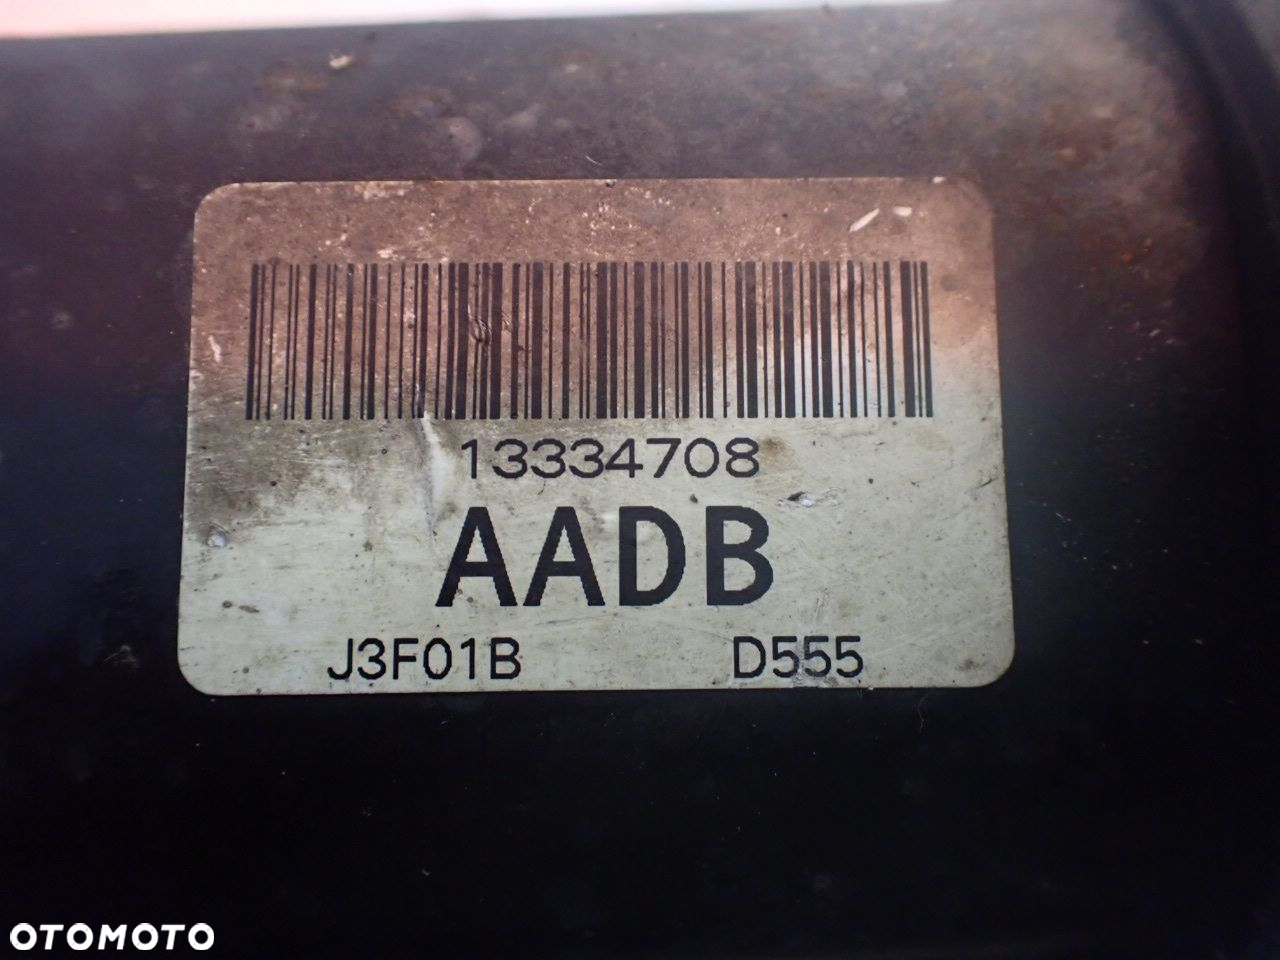 13334708
AADB
J3F01B D555
OTOMOTO